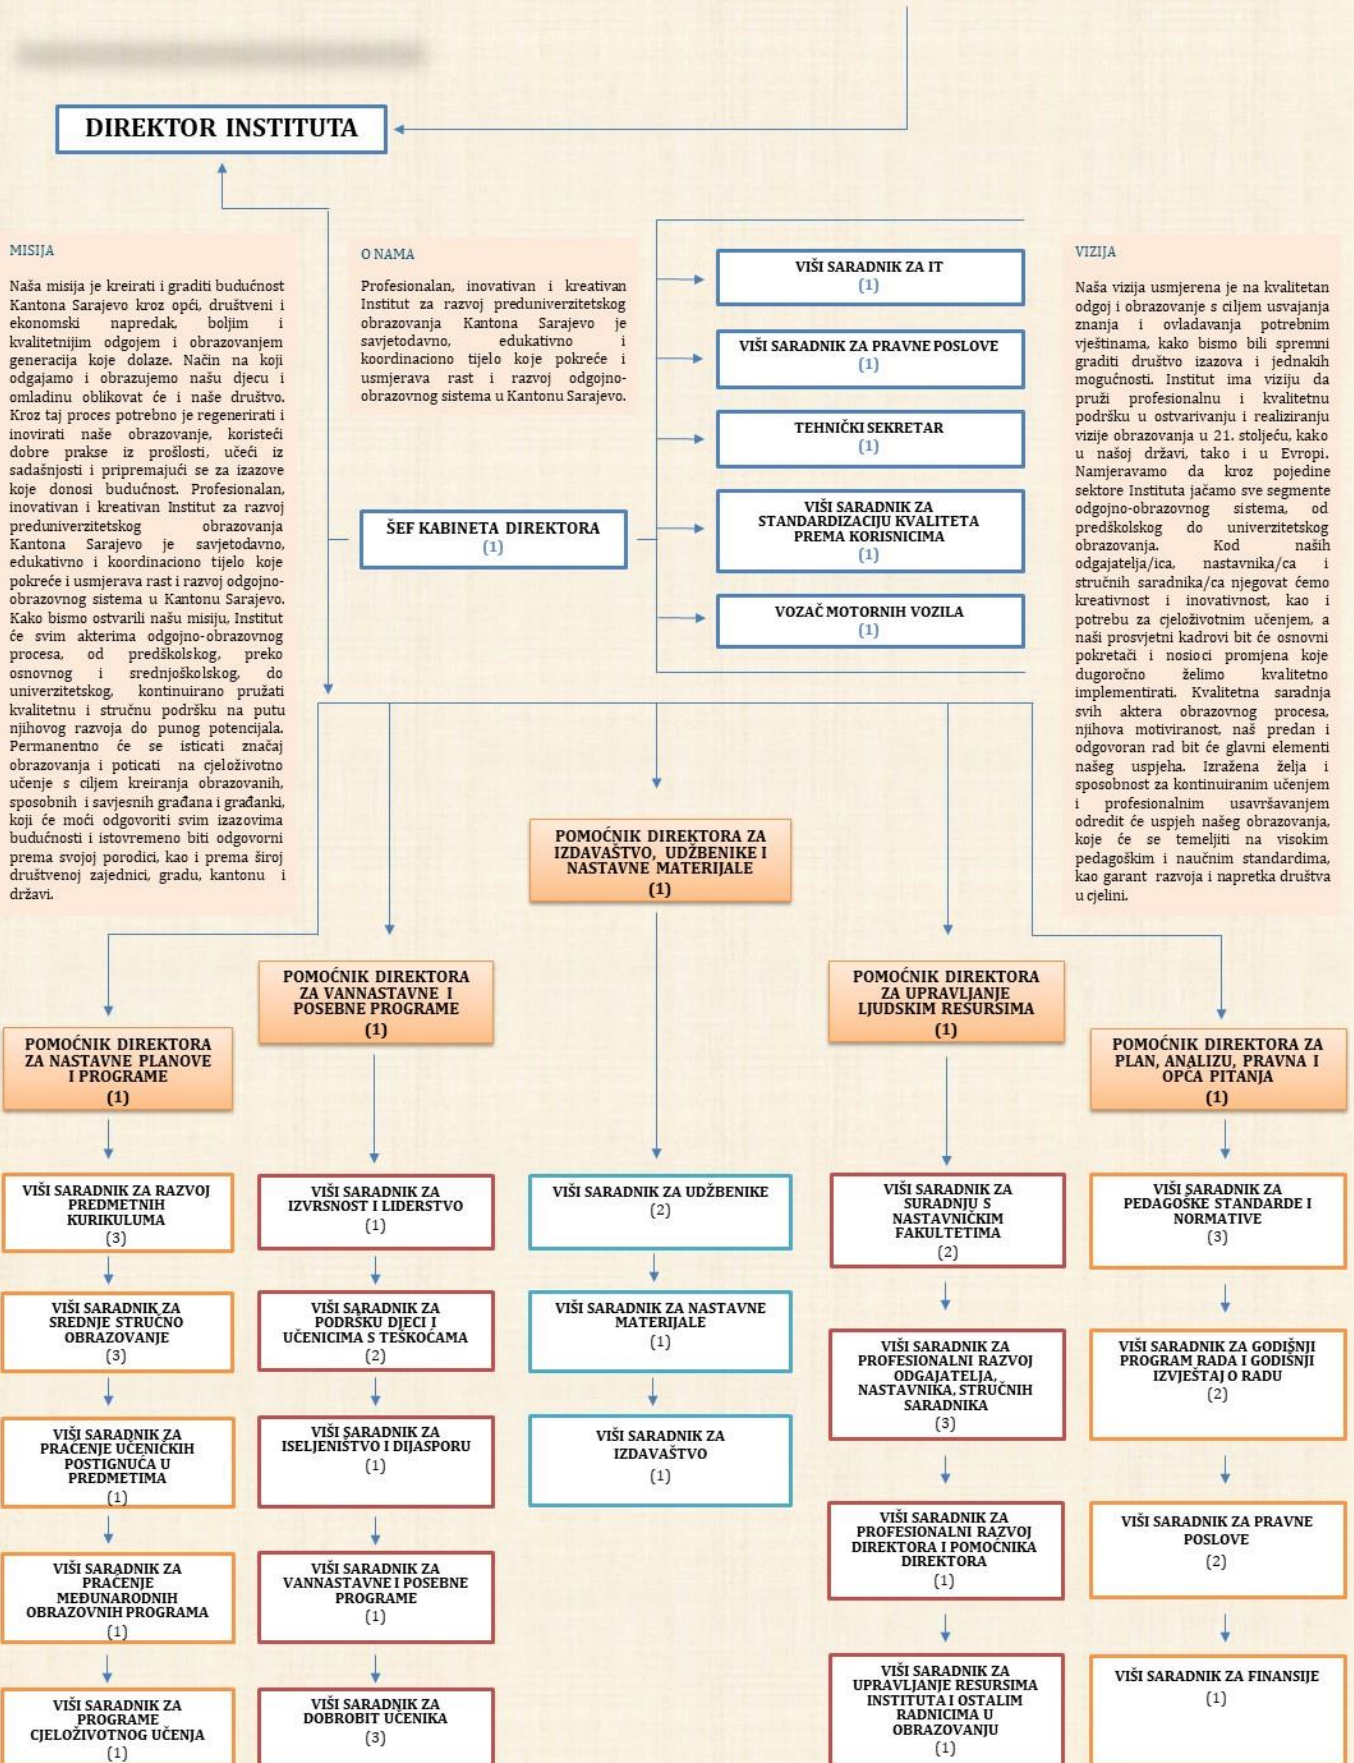 DIREKTOR INSTITUTA
MISIJA
Naša misija je kreirati i graditi budućnost
Kantona Sarajevo kroz opći, društveni i
ekonomski napredak, boljim i
kvalitetnijim odgojem i obrazovanjem
generacija koje dolaze. Način na koji
odgajamo i obrazujemo našu djecu i
omladinu oblikovat će i naše društvo.
Kroz taj proces potrebno je regenerirati i
inovirati naše obrazovanje, koristeći
dobre prakse iz prošlosti, učeći iz
sadašnjosti i pripremajući se za izazove
koje donosi budućnost. Profesionalan,
inovativan i kreativan Institut za razvoj
preduniverzitetskog obrazovanja
Kantona Sarajevo je savjetodavno,
edukativno i koordinaciono tijelo koje
pokreće i usmjerava rast i razvoj odgojno-
obrazovnog sistema u Kantonu Sarajevo.
Kako bismo ostvarili našu misiju, Institut
će svim akterima odgojno-obrazovnog
procesa, od predškolskog, preko
osnovnog i srednjoškolskog, do
univerzitetskog, kontinuirano pružati
kvalitetnu i stručnu podršku na putu
njihovog razvoja do punog potencijala.
Permanentno će se isticati značaj
obrazovanja i poticati na cjeloživotno
učenje s ciljem kreiranja obrazovanih,
sposobnih i savjesnih građana i građanki,
koji će moći odgovoriti svim izazovima
budućnosti i istovremeno biti odgovorni
prema svojoj porodici, kao i prema široj
društvenoj zajednici, gradu, kantonu i
državi.
O NAMA
Profesionalan, inovativan i kreativan
Institut za razvoj preduniverzitetskog
obrazovanja Kantona Sarajevo je
savjetodavno, edukativno i
koordinaciono tijelo koje pokreće i
usmjerava rast i razvoj odgojno-
obrazovnog sistema u Kantonu Sarajevo.
ŠEF KABINETA DIREKTORA
(1)
VIŠI SARADNIK ZA IT
(1)
VIŠI SARADNIK ZA PRAVNE POSLOVE
(1)
TEHNIČKI SEKRETAR
(1)
VIŠI SARADNIK ZA
STANDARDIZACIJU KVALITETA
PREMA KORISNICIMA
(1)
VOZAČ MOTORNIH VOZILA
(1)
VIZIJA
Naša vizija usmjerena je na kvalitetan
odgoj i obrazovanje s ciljem usvajanja
znanja i ovladavanja potrebnim
vještinama, kako bismo bili spremni
graditi društvo izazova i jednakih
mogućnosti. Institut ima viziju da
pruži profesionalnu i kvalitetnu
podršku u ostvarivanju i realiziranju
vizije obrazovanja u 21. stoljeću, kako
u našoj državi, tako i u Evropi.
Namjeravamo da kroz pojedine
sektore Instituta jačamo sve segmente
odgojno-obrazovnog sistema, od
predškolskog do univerzitetskog
obrazovanja. Kod naših
odgajatelja/ica, nastavnika/ca i
stručnih saradnika/ca njegovat ćemo
kreativnost i inovativnost, kao i
potrebu za cjeloživotnim učenjem, a
naši prosvjetni kadrovi bit će osnovni
pokretači i nosioci promjena koje
dugoročno želimo kvalitetno
implementirati. Kvalitetna saradnja
svih aktera obrazovnog procesa,
njihova motiviranost, naš predan i
odgovoran rad bit će glavni elementi
našeg uspjeha. Izražena želja i
sposobnost za kontinuiranim učenjem
i profesionalnim usavršavanjem
odredit će uspjeh našeg obrazovanja,
koje će se temeljiti na visokim
pedagoškim i naučnim standardima,
kao garant razvoja i napretka društva
u cjelini.
POMOĆNIK DIREKTORA
ZA NASTAVNE PLANOVE
I PROGRAME
(1)
VIŠI SARADNIK ZA RAZVOJ
PREDMETNIH
KURIKULUMA
(3)
VIŠI SARADNIK ZA
SREDNJE STRUČNO
OBRAZOVANJE
(3)
VIŠI SARADNIK ZA
PRAĆENJE UČENIČKIH
POSTIGNUĆA U
PREDMETIMA
(1)
VIŠI SARADNIK ZA
PRAĆENJE
MEĐUNARODNIH
OBRAZOVNIH PROGRAMA
(1)
VIŠI SARADNIK ZA
PROGRAME
CJELOŽIVOTNOG UČENJA
(1)
POMOĆNIK DIREKTORA
ZA VANNASTAVNE I
POSEBNE PROGRAME
(1)
VIŠI SARADNIK ZA
IZVRSNOST I LIDERSTVO
(1)
VIŠI SARADNIK ZA
PODRŠKU DJECI I
UČENICIMA S TEŠKOĆAMA
(2)
VIŠI SARADNIK ZA
ISELJENIŠTVO I DIJASPORU
(1)
VIŠI SARADNIK ZA
VANNASTAVNE I POSEBNE
PROGRAME
(1)
VIŠI SARADNIK ZA
DOBROBIT UČENIKA
(3)
POMOĆNIK DIREKTORA ZA
IZDAVAŠTVO, UDŽBENIKE I
NASTAVNE MATERIJALE
(1)
VIŠI SARADNIK ZA UDŽBENIKE
(2)
VIŠI SARADNIK ZA NASTAVNE
MATERIJALE
(1)
VIŠI SARADNIK ZA
IZDAVAŠTVO
(1)
POMOĆNIK DIREKTORA
ZA UPRAVLJANJE
LJUDSKIM RESURSIMA
(1)
VIŠI SARADNIK ZA
SURADNJU S
NASTAVNIČKIM
FAKULTETIMA
(2)
VIŠI SARADNIK ZA
PROFESIONALNI RAZVOJ
ODGAJATELJA,
NASTAVNIKA, STRUČNIH
SARADNIKA
(3)
VIŠI SARADNIK ZA
PROFESIONALNI RAZVOJ
DIREKTORA I POMOĆNIKA
DIREKTORA
(1)
VIŠI SARADNIK ZA
UPRAVLJANJE RESURSIMA
INSTITUTA I OSTALIM
RADNICIMA U
OBRAZOVANJU
(1)
POMOĆNIK DIREKTORA ZA
PLAN, ANALIZU, PRAVNA I
OPĆA PITANJA
(1)
VIŠI SARADNIK ZA
PEDAGOŠKE STANDARDE I
NORMATIVE
(3)
VIŠI SARADNIK ZA GODIŠNJI
PROGRAM RADA I GODIŠNJI
IZVJEŠTAJ O RADU
(2)
VIŠI SARADNIK ZA PRAVNE
POSLOVE
(2)
VIŠI SARADNIK ZA FINANSIJE
(1)